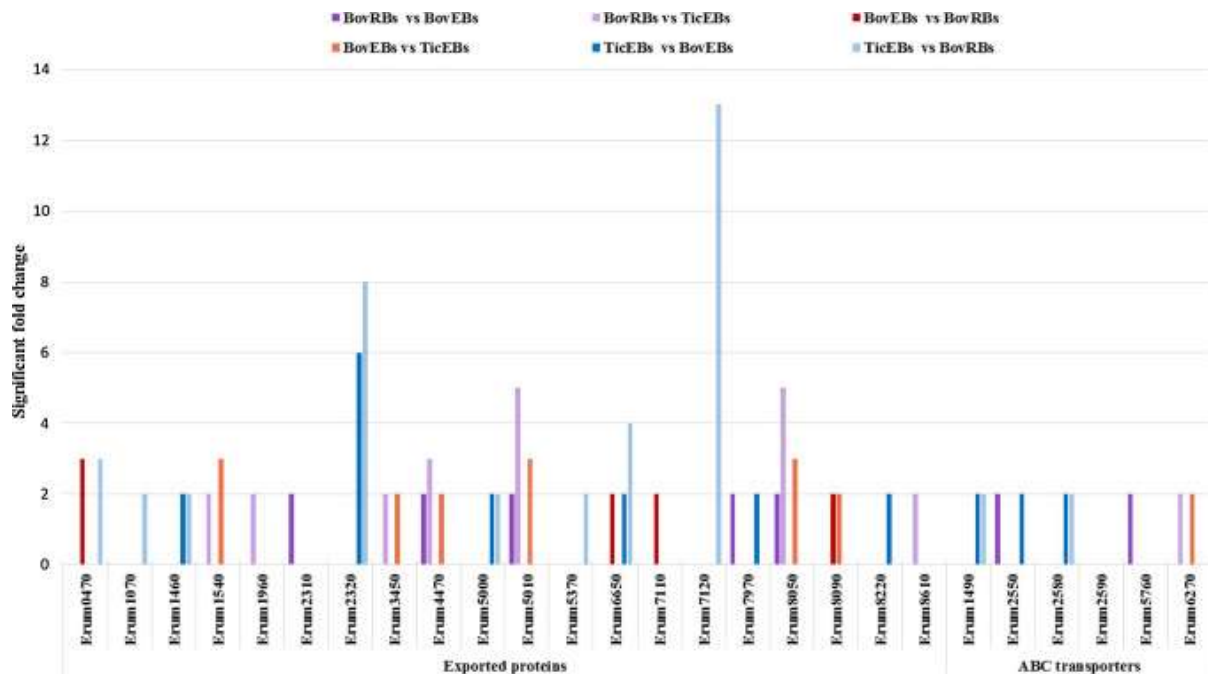 BovRBs vs BovEBs BovRBs vs TicEBs BovEBs vs BovRBs
BovEBs vs TicEBs TicEBs vs BovEBs TicEBs vs BovRBs
14
12
10
8
6
4
2
0
Significant fold change
Erum0470
Erum1070
Erum1460
Erum1540
Erum1960
Erum2310
Erum2320
Erum3450
Erum4470
Erum5000
Erum5010
Erum5370
Erum6650
Erum7110
Erum7120
Erum7970
Erum8050
Erum8090
Erum8220
Erum8610
Erum1490
Erum2550
Erum2580
Erum2590
Erum5760
Erum6270
Exported proteins ABC transporters